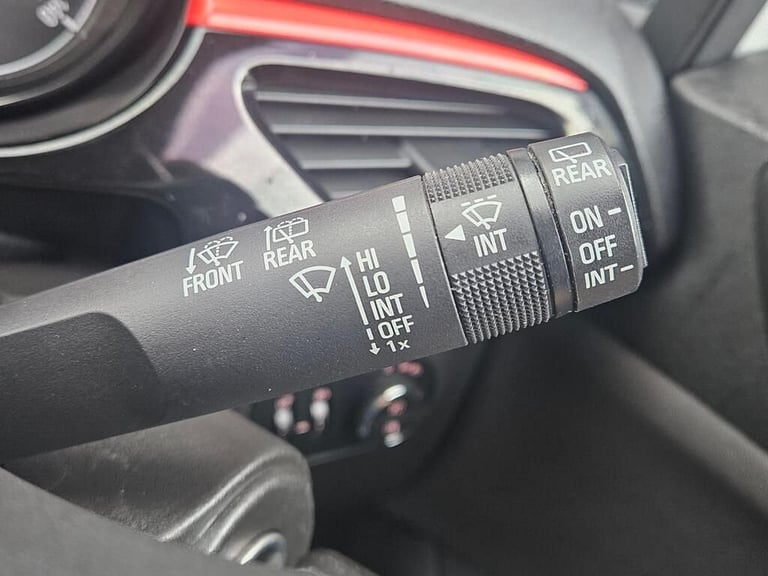 FRONT
REAR
HI
LO
INT
OFF
1x
INT
REAR
ON
OFF
INT